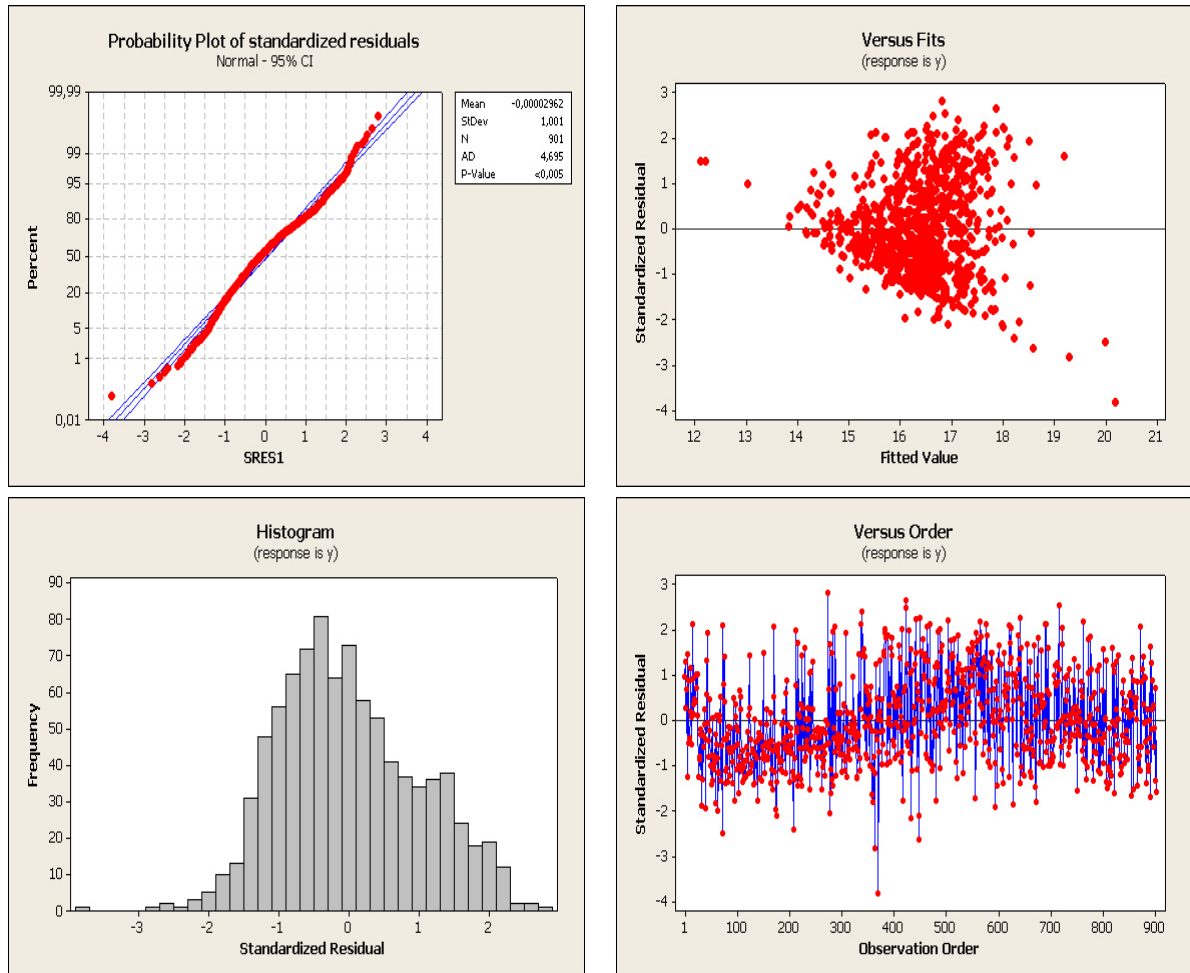 Probability Plot of standardized residuals
Normal - 95% CI
99,99
99
95
80
50
20
5
1
0,01
Percent
-4 -3 -2 -1 0 1 2 3 4
SRES1
Mean -0,00002962
StDev 1,001
N 901
AD 4,695
P-Value <0,005
Versus Fits
(response is y)
3
2
1
0
-1
-2
-3
-4
Standardized Residual
12 13 14 15 16 17 18 19 20 21
Fitted Value
Histogram
(response is y)
90
80
70
60
50
40
30
20
10
0
Frequency
-3 -2 -1 0 1 2
Standardized Residual
Versus Order
(response is y)
3
2
1
0
-1
-2
-3
-4
Standardized Residual
1 100 200 300 400 500 600 700 800 900
Observation Order